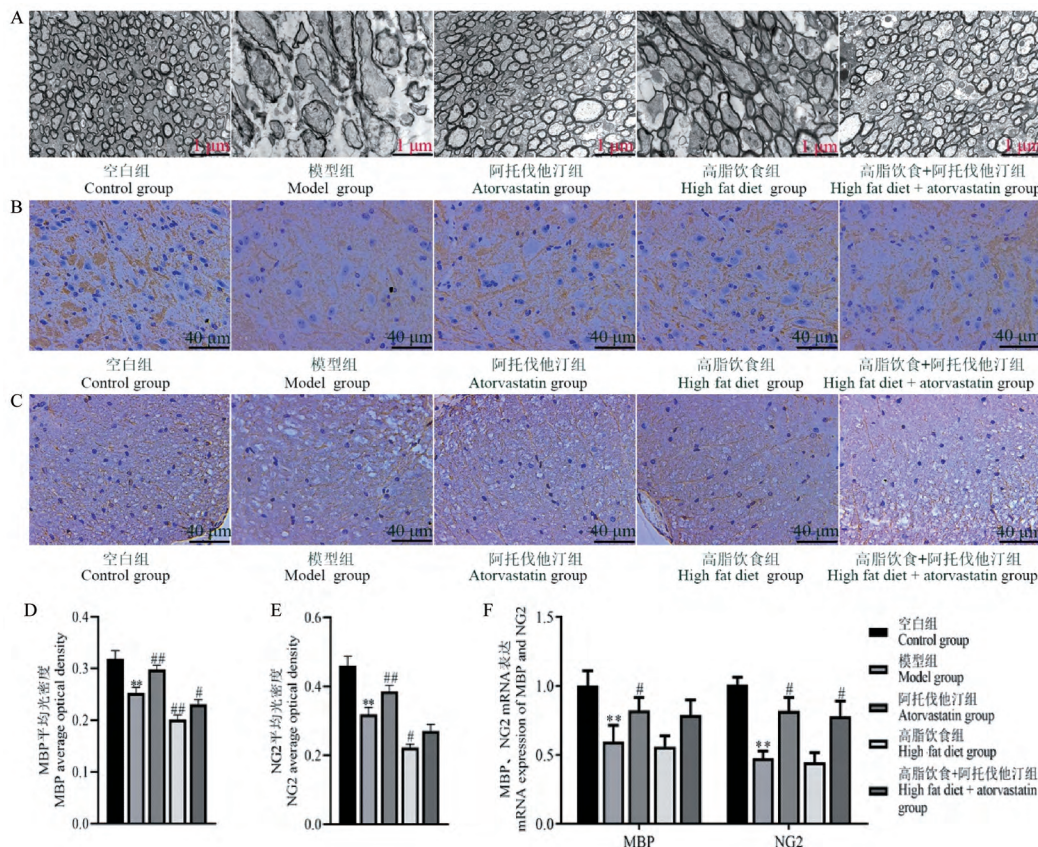 A
1 μm
1 μm
1 μm
1 μm
1 μm
空白组
Control group
模型组
Model group
阿托伐他汀组
Atorvastatin group
高脂饮食组
High fat diet group
高脂饮食+阿托伐他汀组
High fat diet + atorvastatin group
B
40 μm
40 μm
40 μm
40 μm
40 μm
空白组
Control group
模型组
Model group
阿托伐他汀组
Atorvastatin group
高脂饮食组
High fat diet group
高脂饮食+阿托伐他汀组
High fat diet + atorvastatin group
C
40 μm
40 μm
40 μm
40 μm
40 μm
空白组
Control group
模型组
Model group
阿托伐他汀组
Atorvastatin group
高脂饮食组
High fat diet group
高脂饮食+阿托伐他汀组
High fat diet + atorvastatin group
D
MBP平均光密度
MBP average optical density
0.4
0.3
0.2
0.1
0.0
**
##
##
#
E
NG2平均光密度
NG2 average optical density
0.6
0.4
0.2
0.0
**
##
#
F
MBP、NG2 mRNA表达
mRNA expression of MBP and NG2
1.5
1.0
0.5
0.0
**
#
**
#
#
MBP
NG2
空白组
Control group
模型组
Model group
阿托伐他汀组
Atorvastatin group
高脂饮食组
High fat diet group
高脂饮食+阿托伐他汀组
High fat diet + atorvastatin
group